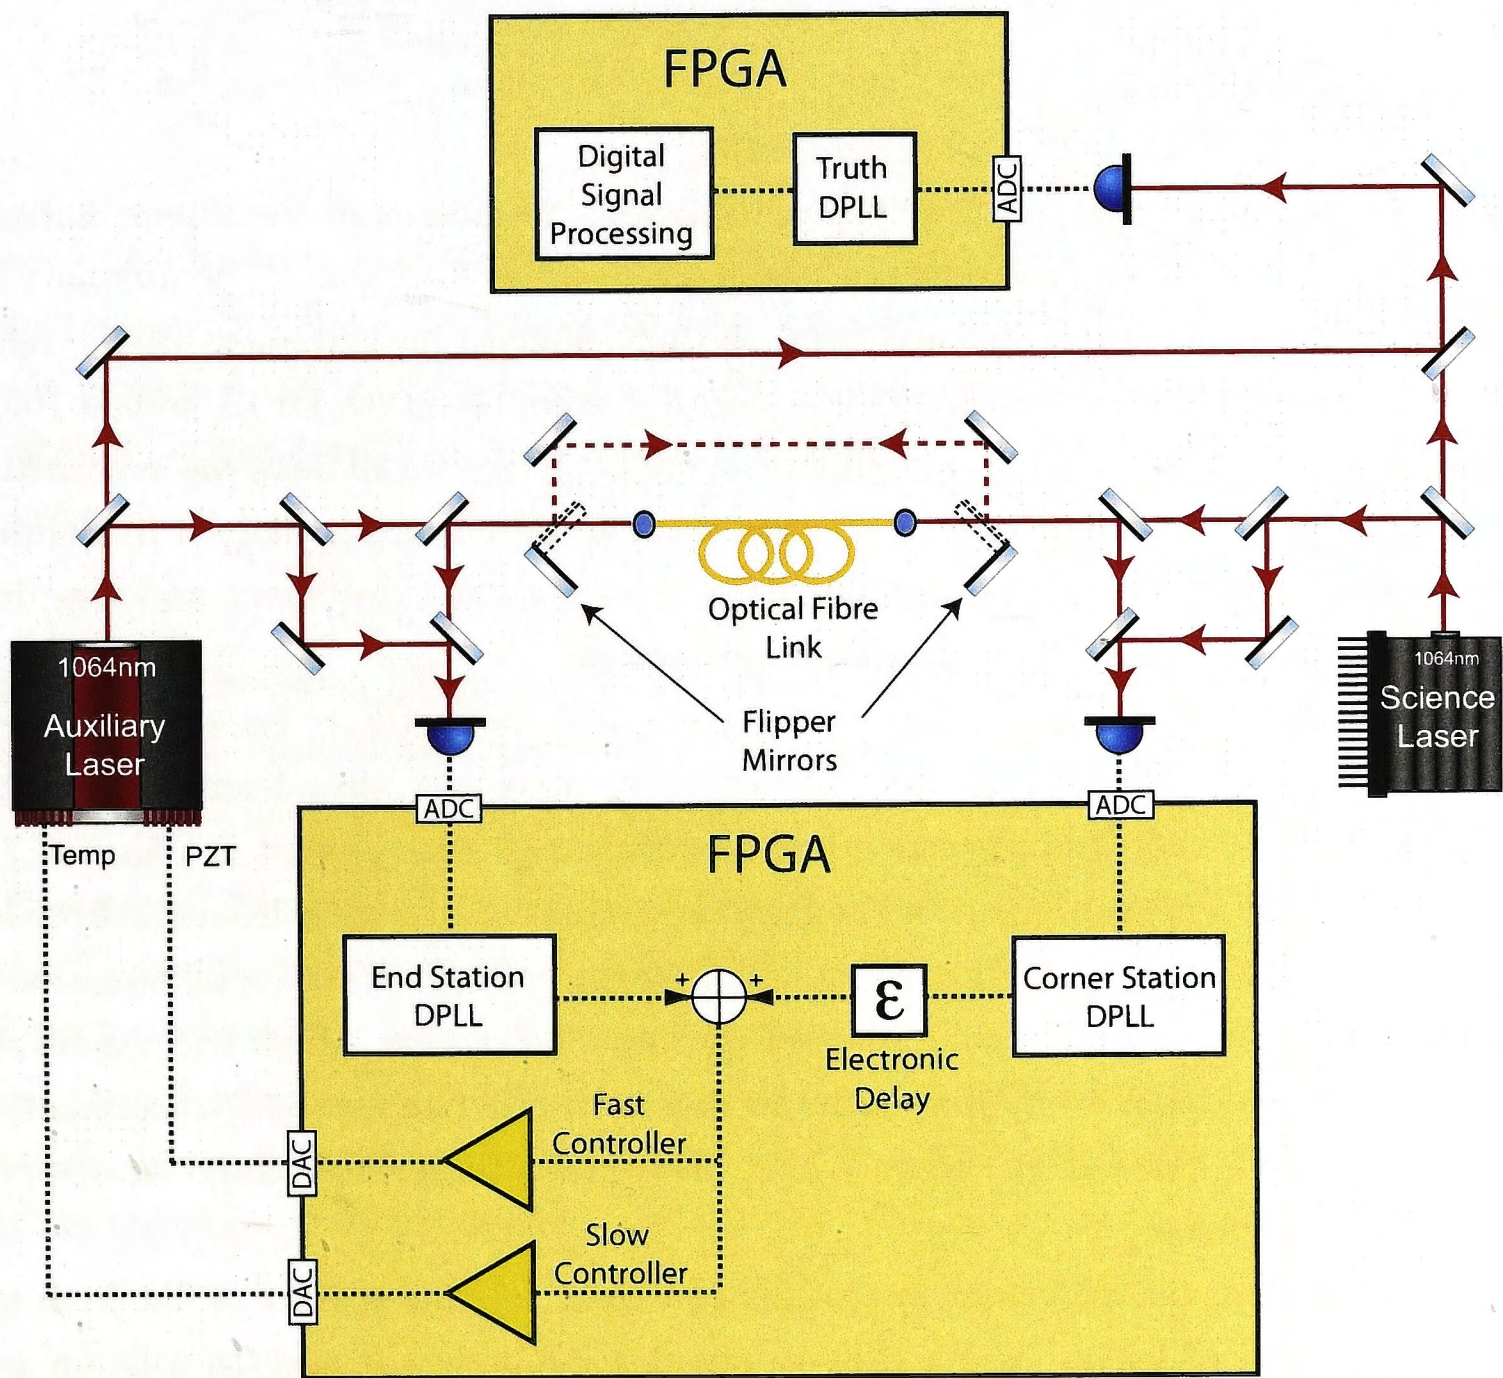 FPGA
Digital
Signal
Processing
Truth
DPLL
ADC
Optical Fibre
Link
Flipper
Mirrors
1064nm
Auxiliary
Laser
1064nm
Science
Laser
Temp
PZT
ADC
ADC
FPGA
End Station
DPLL
+
+
ε
Electronic
Delay
Corner Station
DPLL
Fast
Controller
DAC
Slow
Controller
DAC